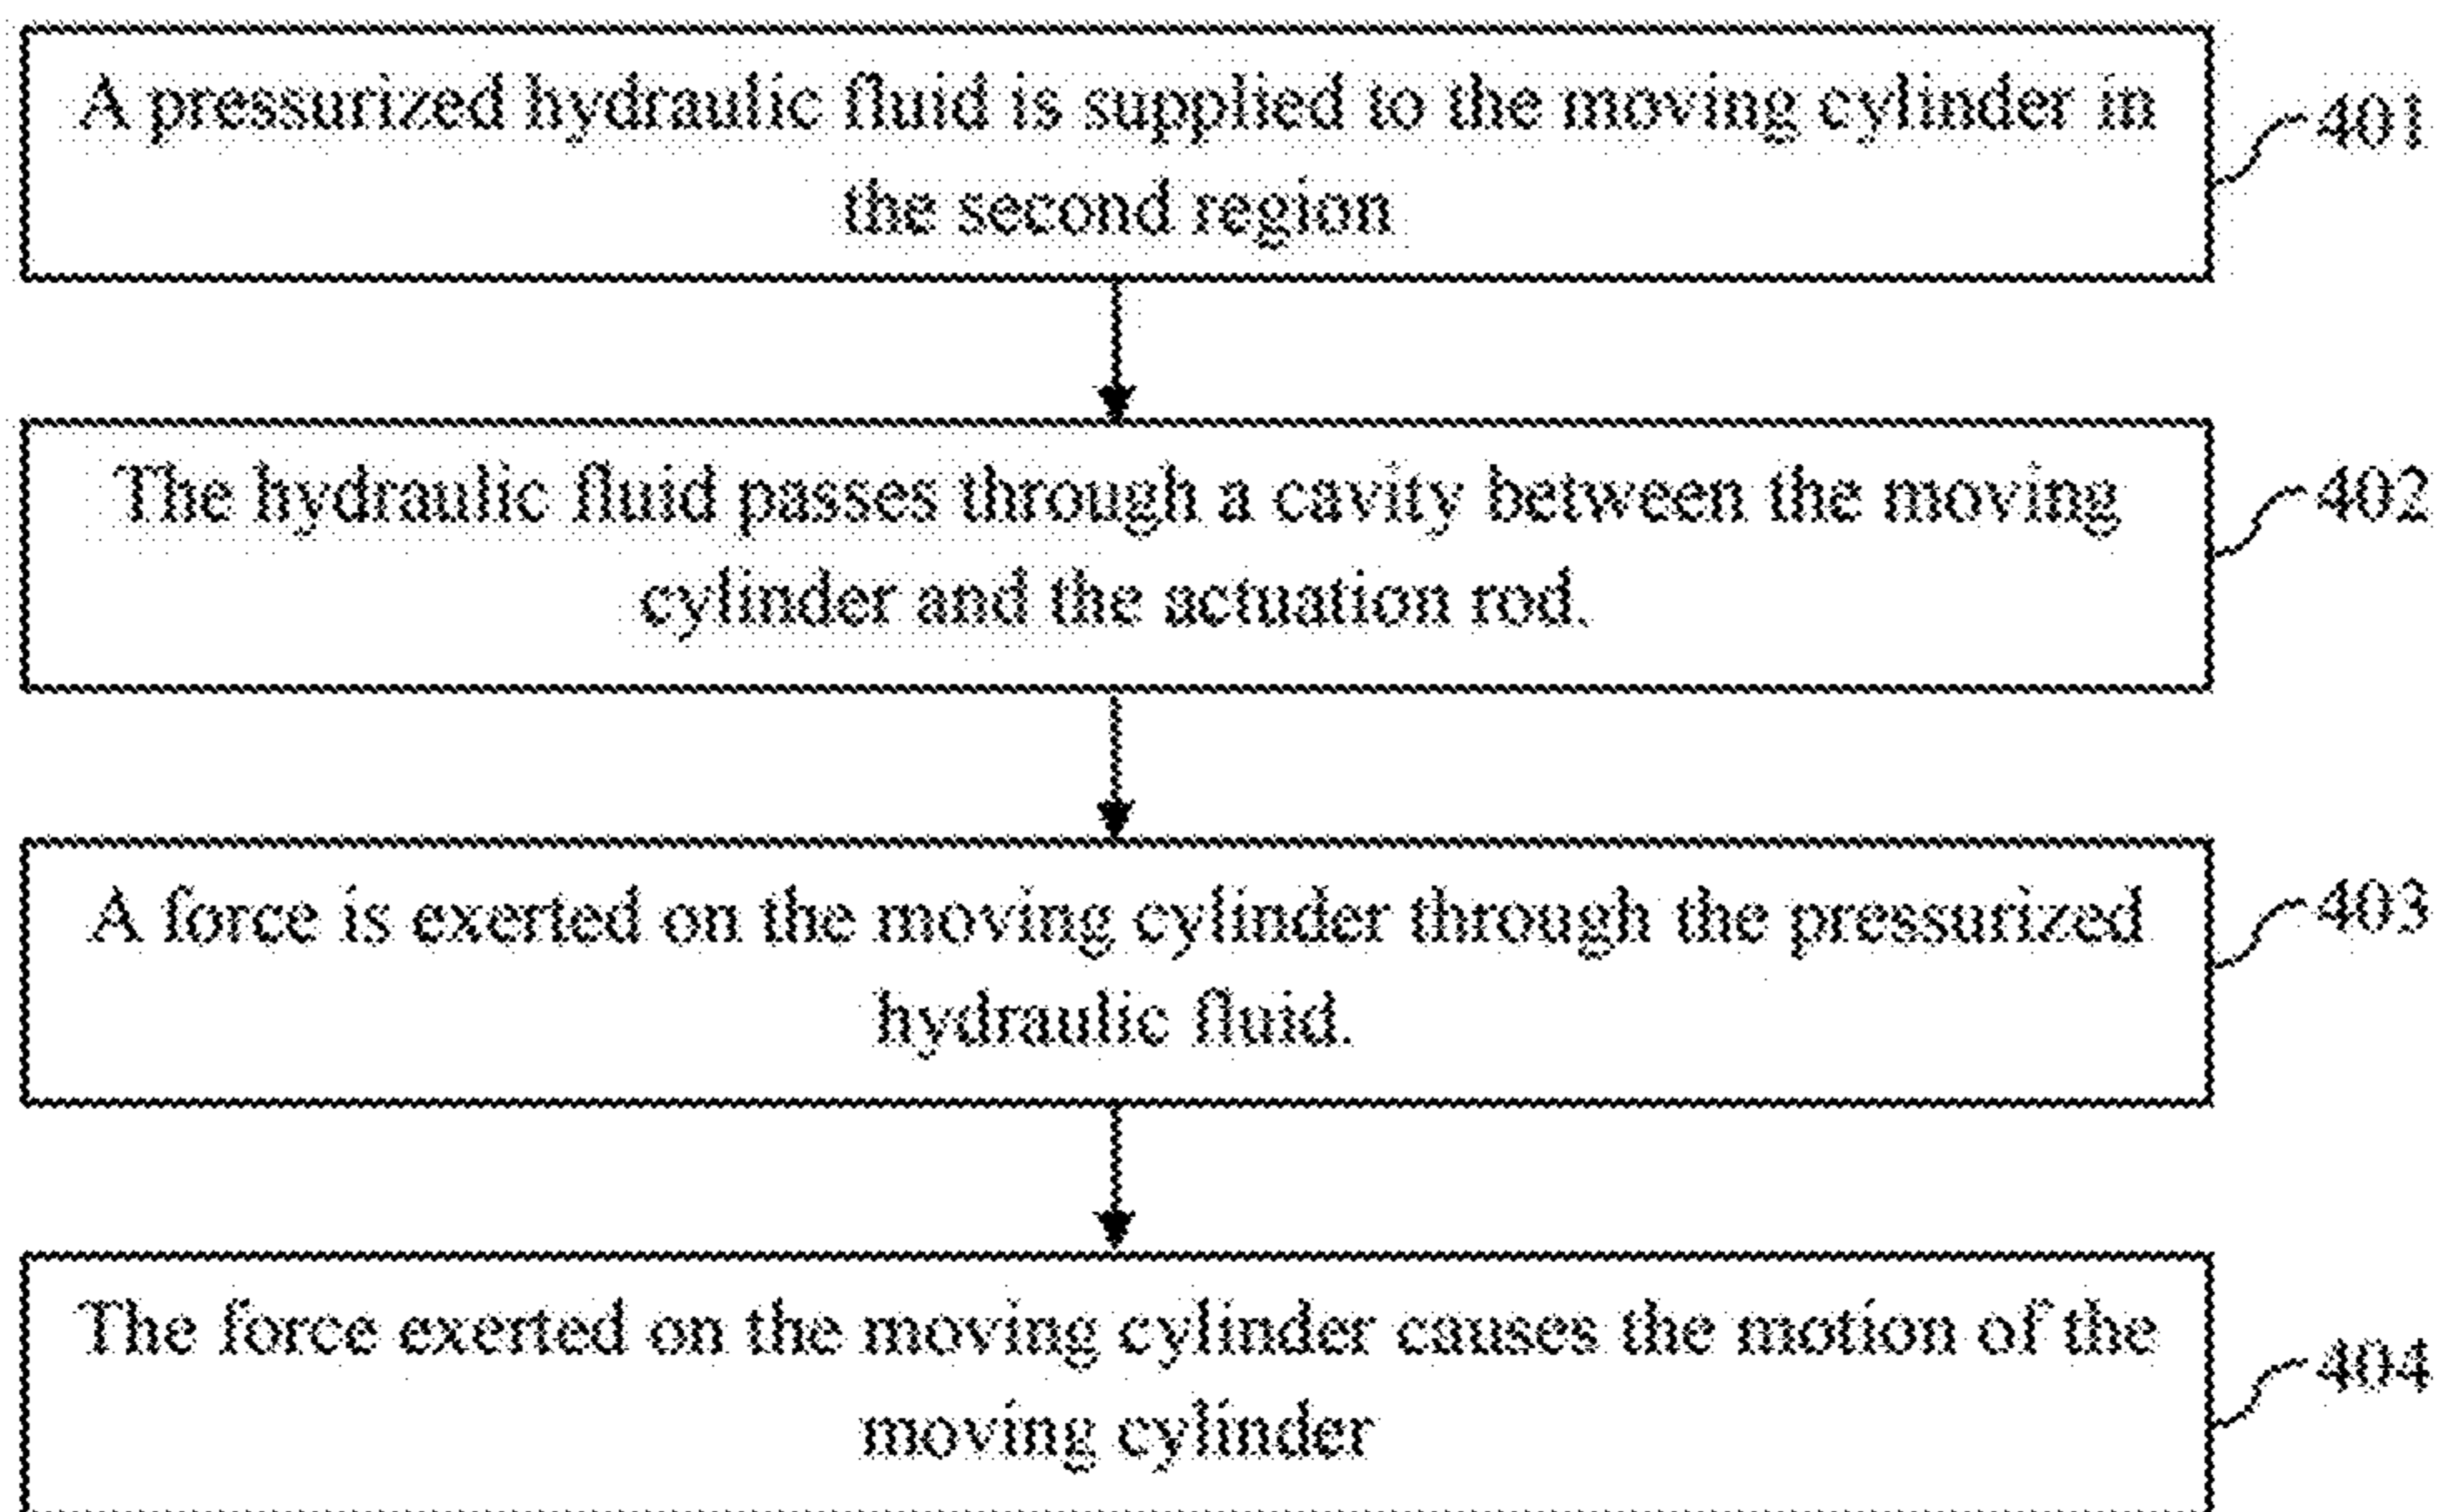 A pressurized hydraulic fluid is supplied to the moving cylinder in
the second region
401
The hydraulic fluid passes through a cavity between the moving
cylinder and the actuation rod.
402
A force is exerted on the moving cylinder through the pressurized
hydraulic fluid.
403
The force exerted on the moving cylinder causes the motion of the
moving cylinder
404